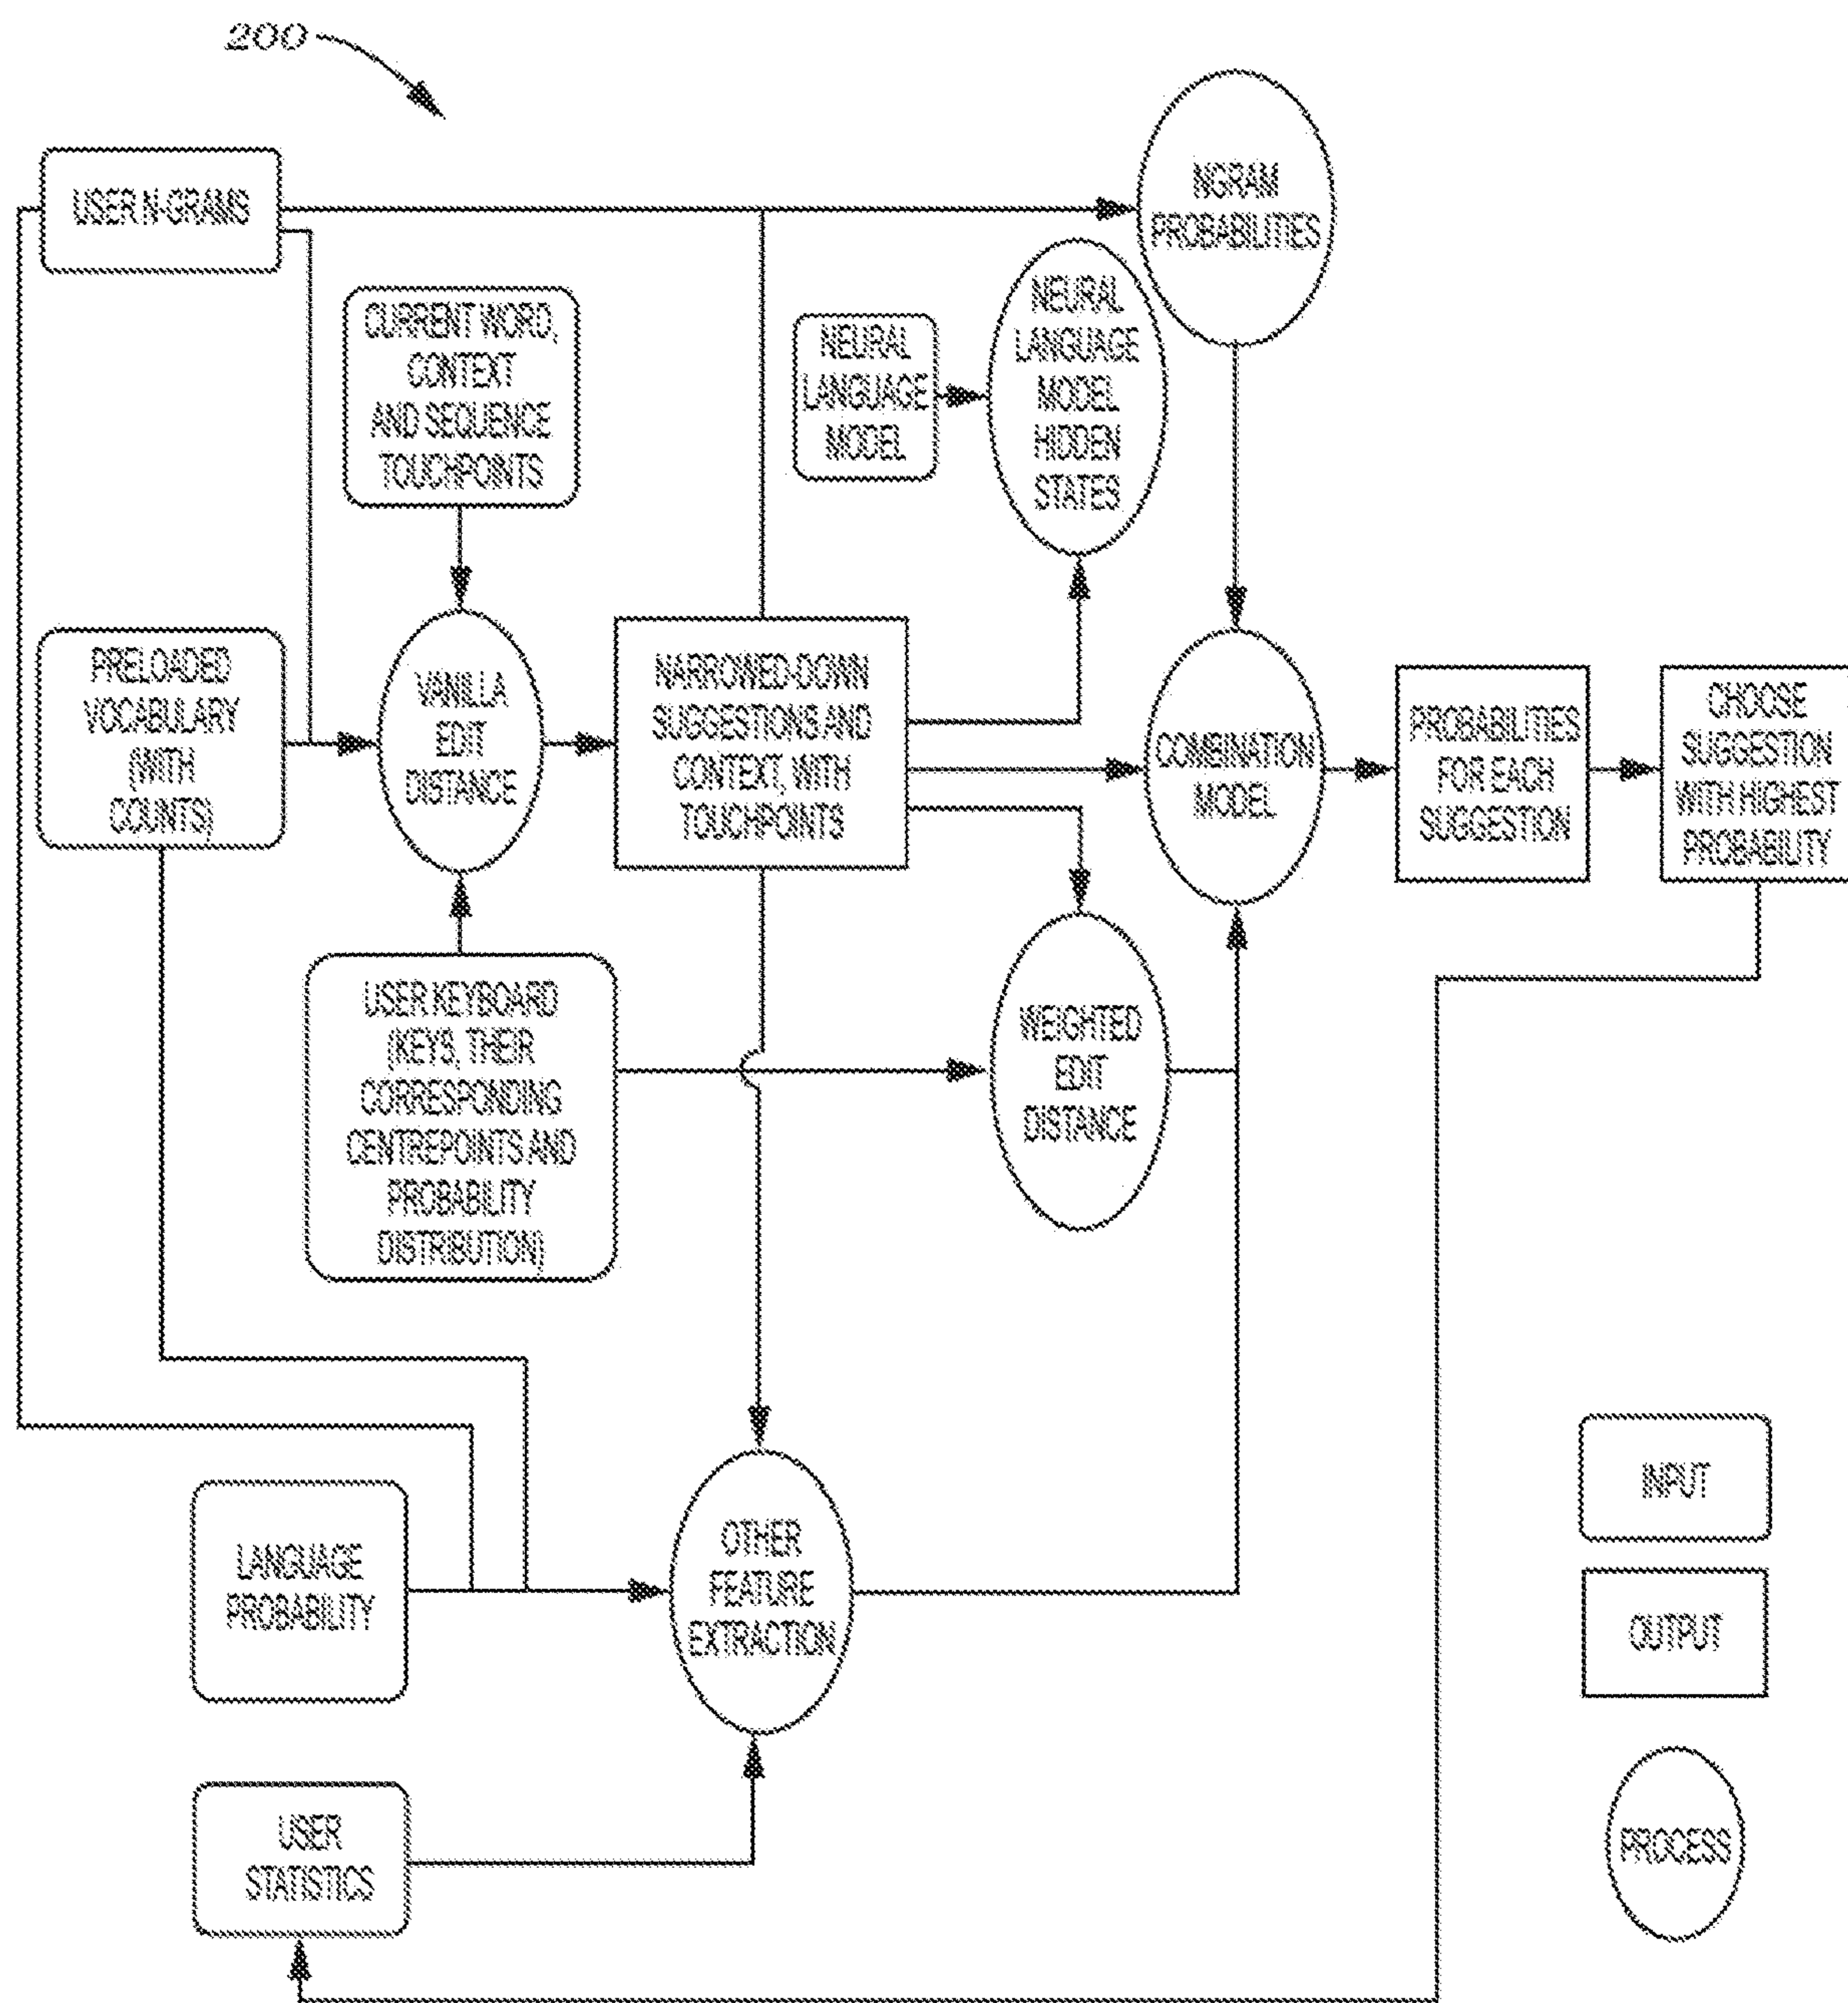 200
USER N-GRAMS
NGRAM
PROBABILITIES
CURRENT WORD,
CONTEXT
AND SEQUENCE
TOUCHPOINTS
NEURAL
LANGUAGE
MODEL
NEURAL
LANGUAGE
MODEL
HIDDEN
STATES
PRELOADED
VOCABULARY
(WITH
COUNTS)
VANILLA
EDIT
DISTANCE
NARROWED-DOWN
SUGGESTIONS AND
CONTEXT, WITH
TOUCHPOINTS
COMBINATION
MODEL
PROBABILITIES
FOR EACH
SUGGESTION
CHOOSE
SUGGESTION
WITH HIGHEST
PROBABILITY
USER KEYBOARD
(KEYS, THEIR
CORRESPONDING
CENTREPOINTS AND
PROBABILITY
DISTRIBUTION)
WEIGHTED
EDIT
DISTANCE
LANGUAGE
PROBABILITY
OTHER
FEATURE
EXTRACTION
USER
STATISTICS
INPUT
OUTPUT
PROCESS